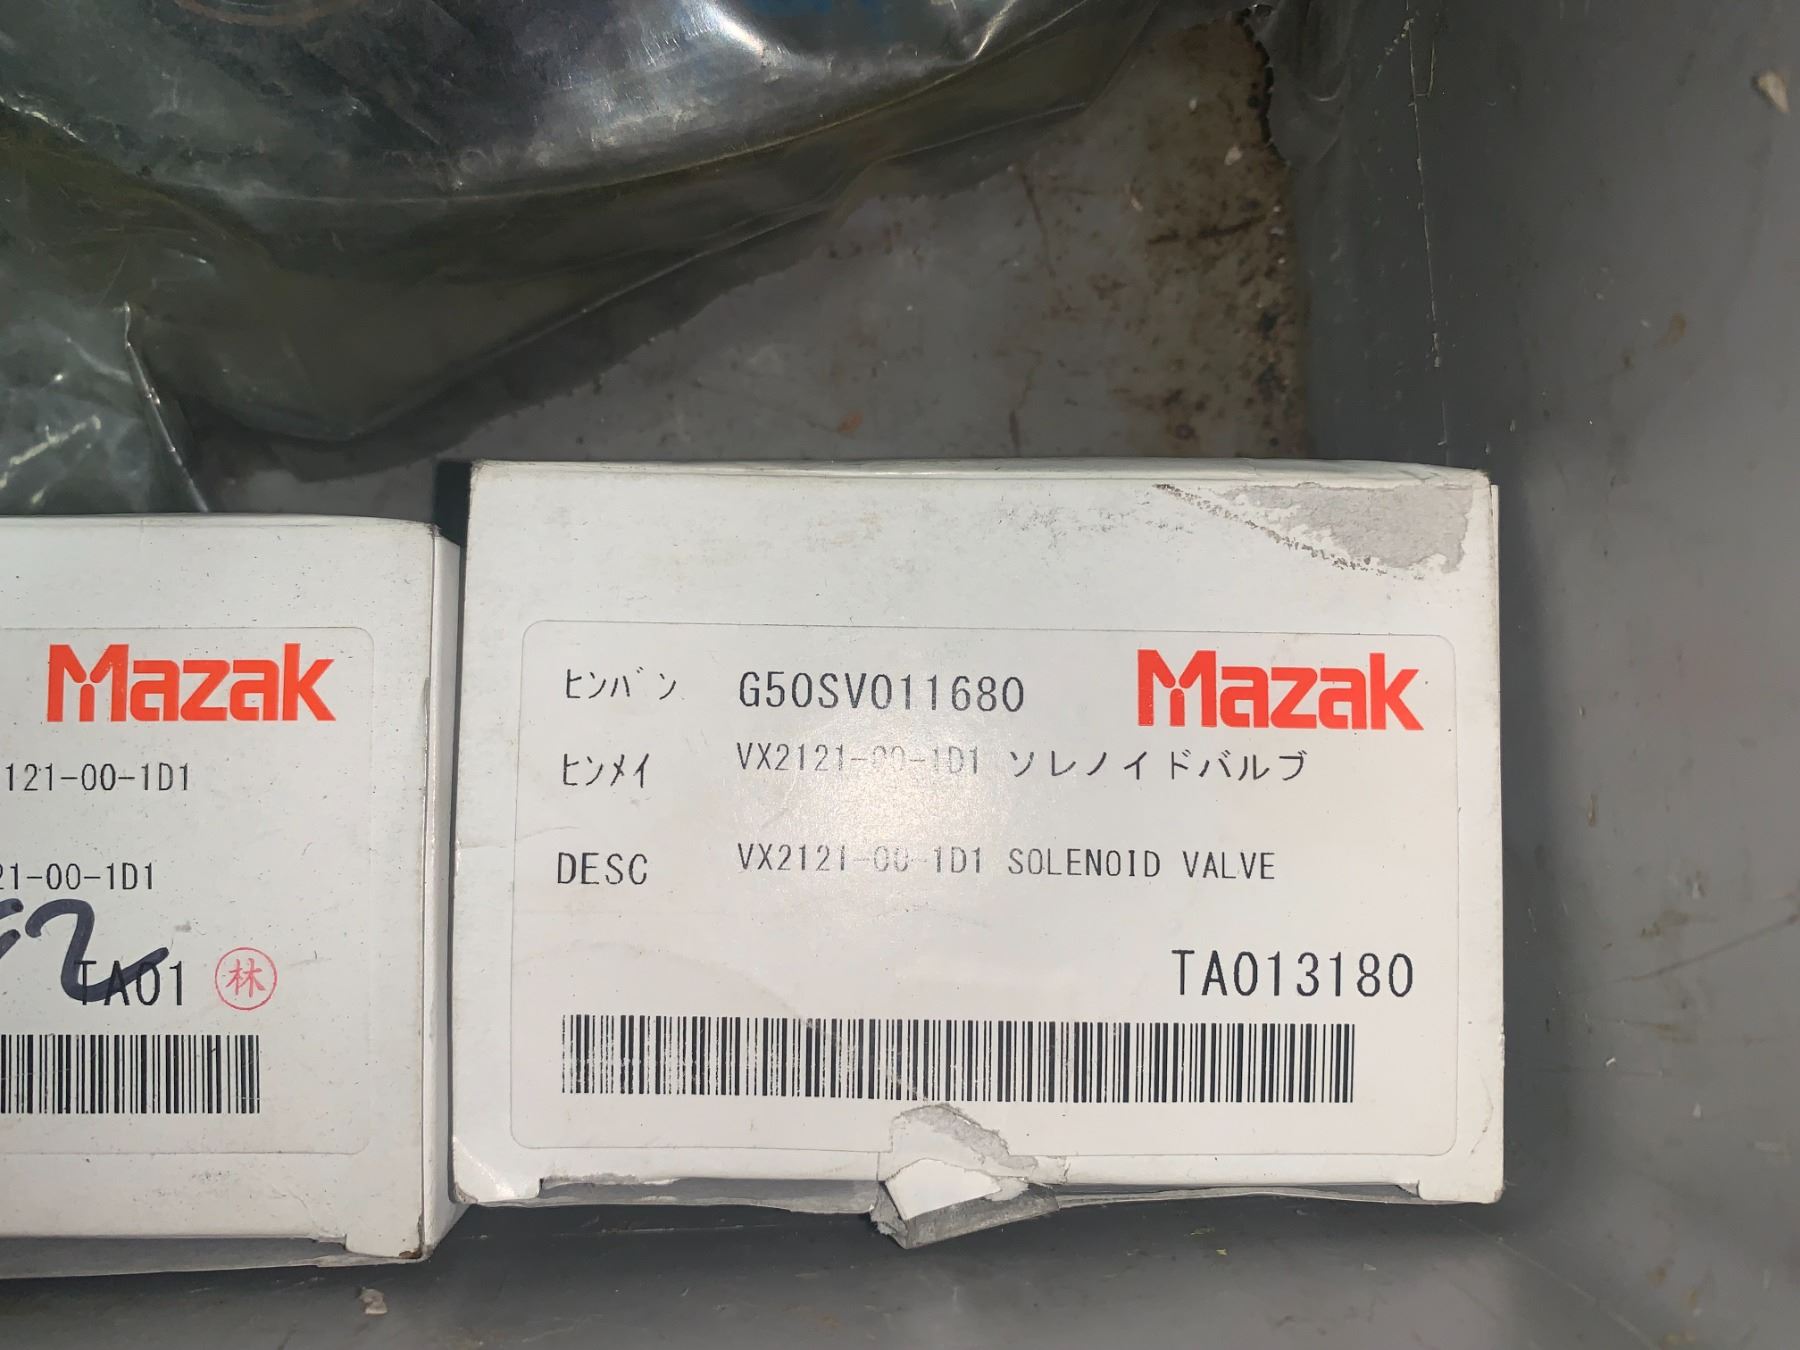 Mazak
121-00-1D1
21-00-1D1
TA01 林
ﾋﾝﾊﾞﾝ G50SV011680 Mazak
ﾋﾝﾒｲ VX2121-00-1D1 ソレノイドバルブ
DESC VX2121-00-1D1 SOLENOID VALVE
TA013180